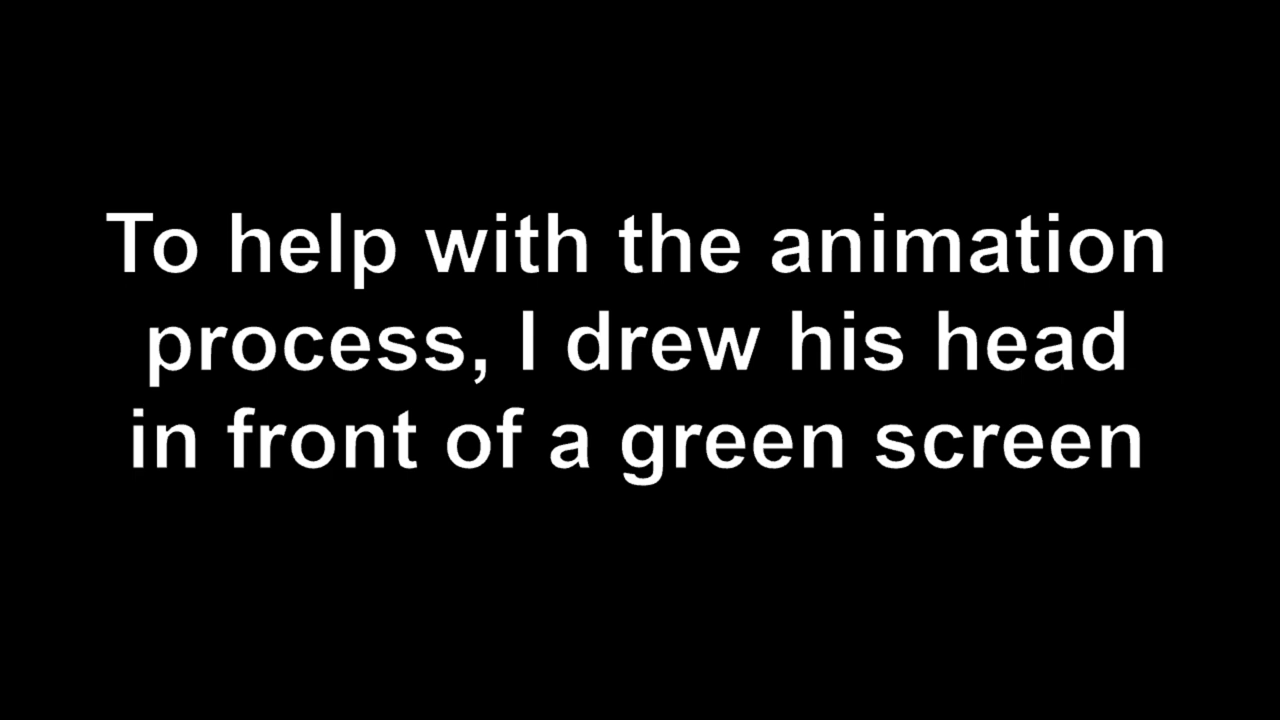 To help with the animation
process, I drew his head
in front of a green screen